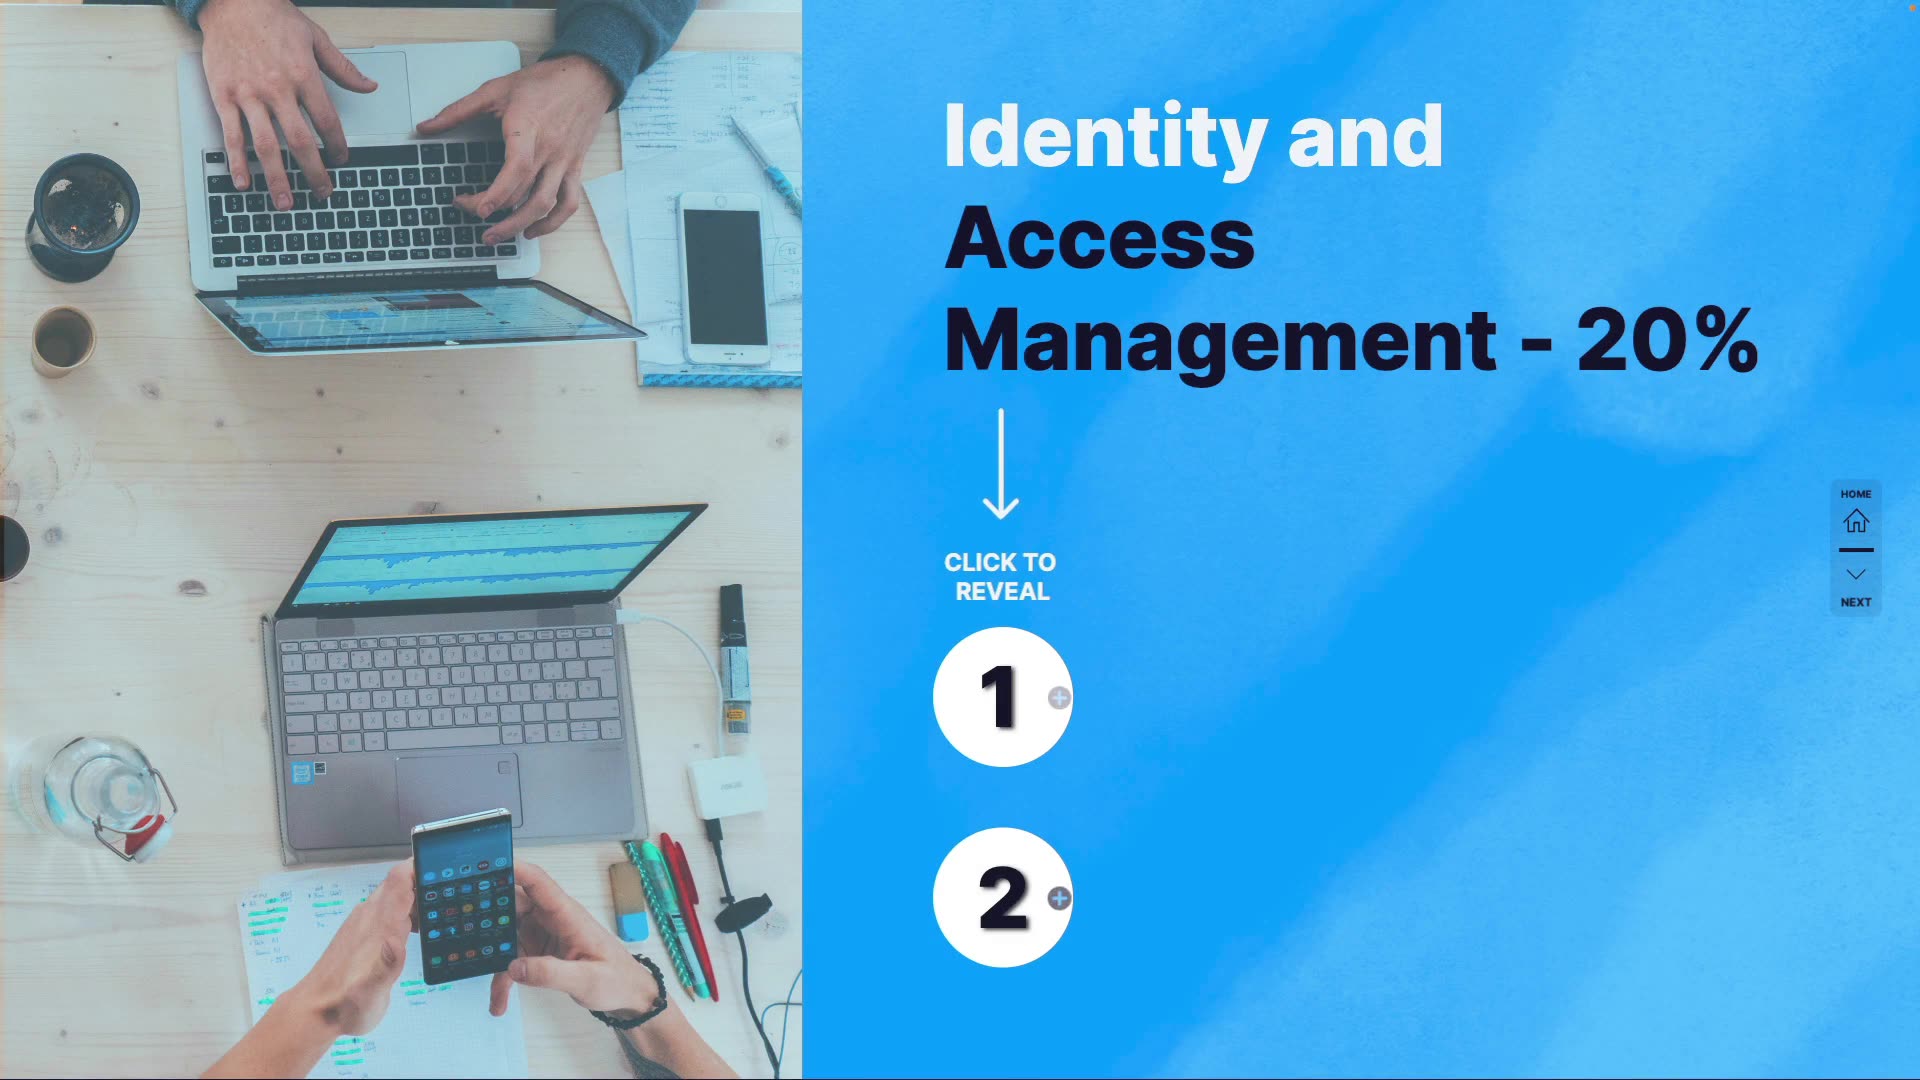 Identity and
Access
Management - 20%
CLICK TO
REVEAL
1
2
HOME
NEXT